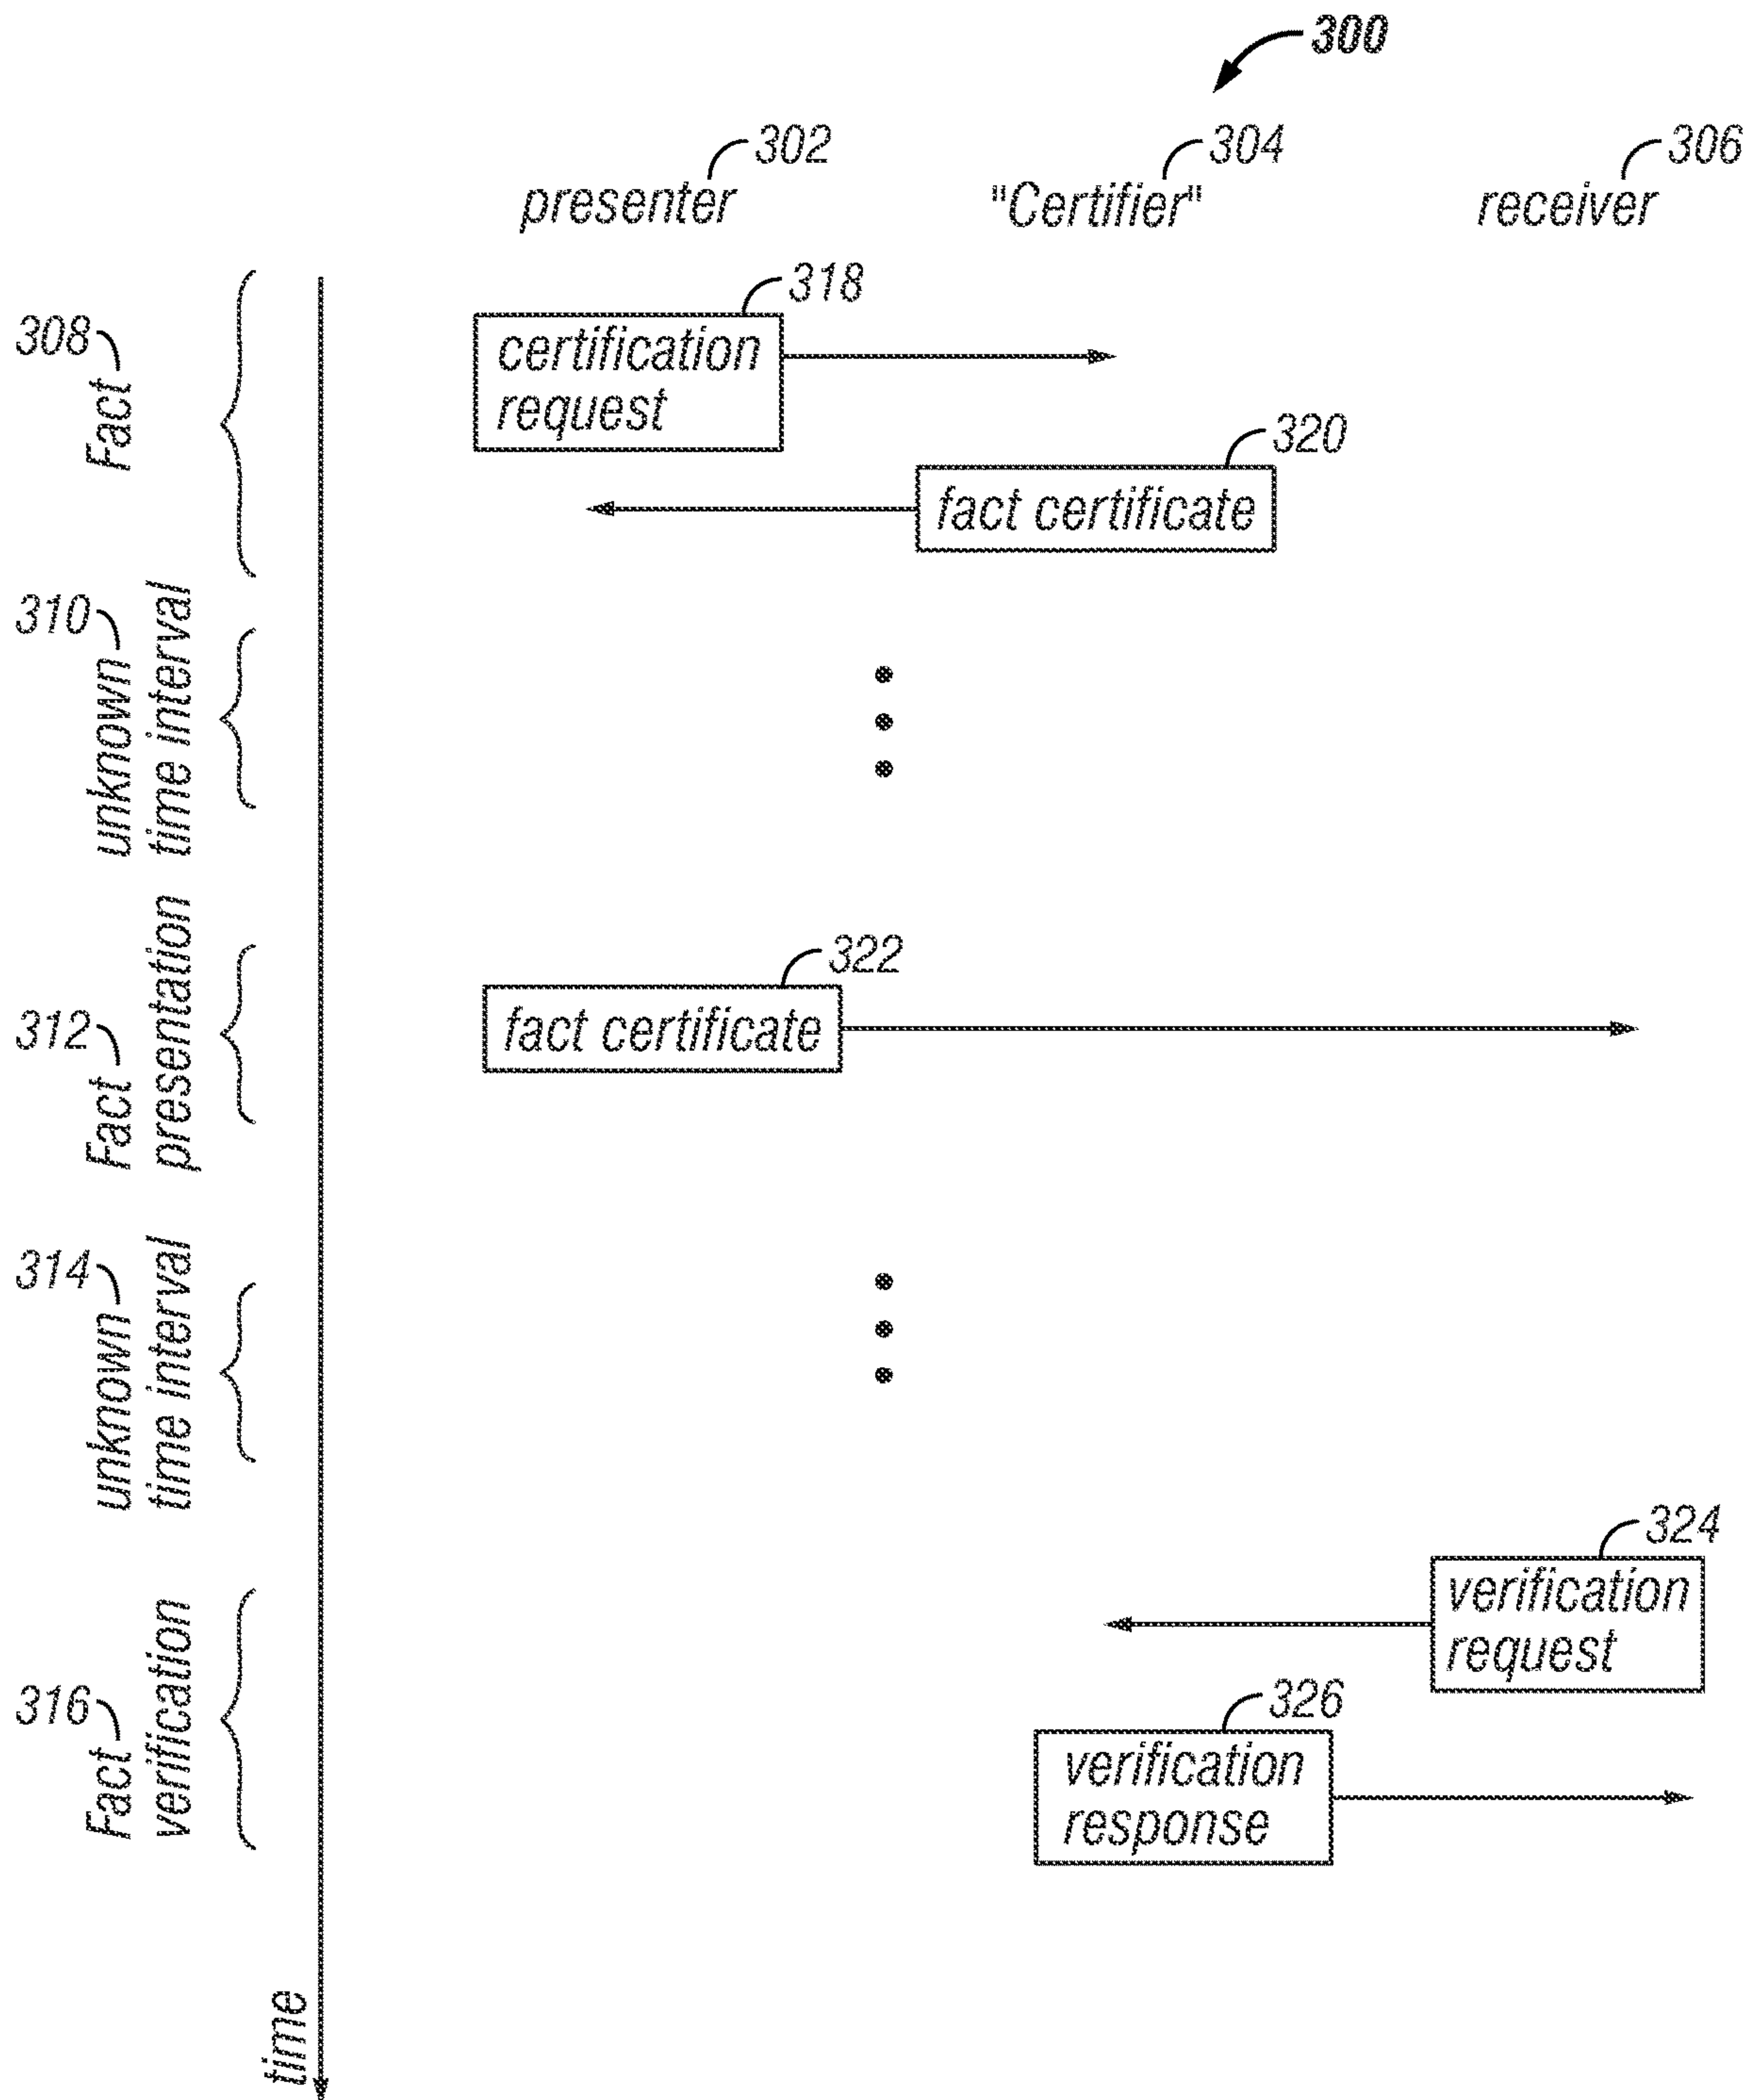 300
302
304
306
presenter
"Certifier"
receiver
308
Fact
318
certification
request
320
fact certificate
310
unknown
time interval
312
Fact
presentation
322
fact certificate
314
unknown
time interval
316
Fact
verification
324
verification
request
326
verification
response
time